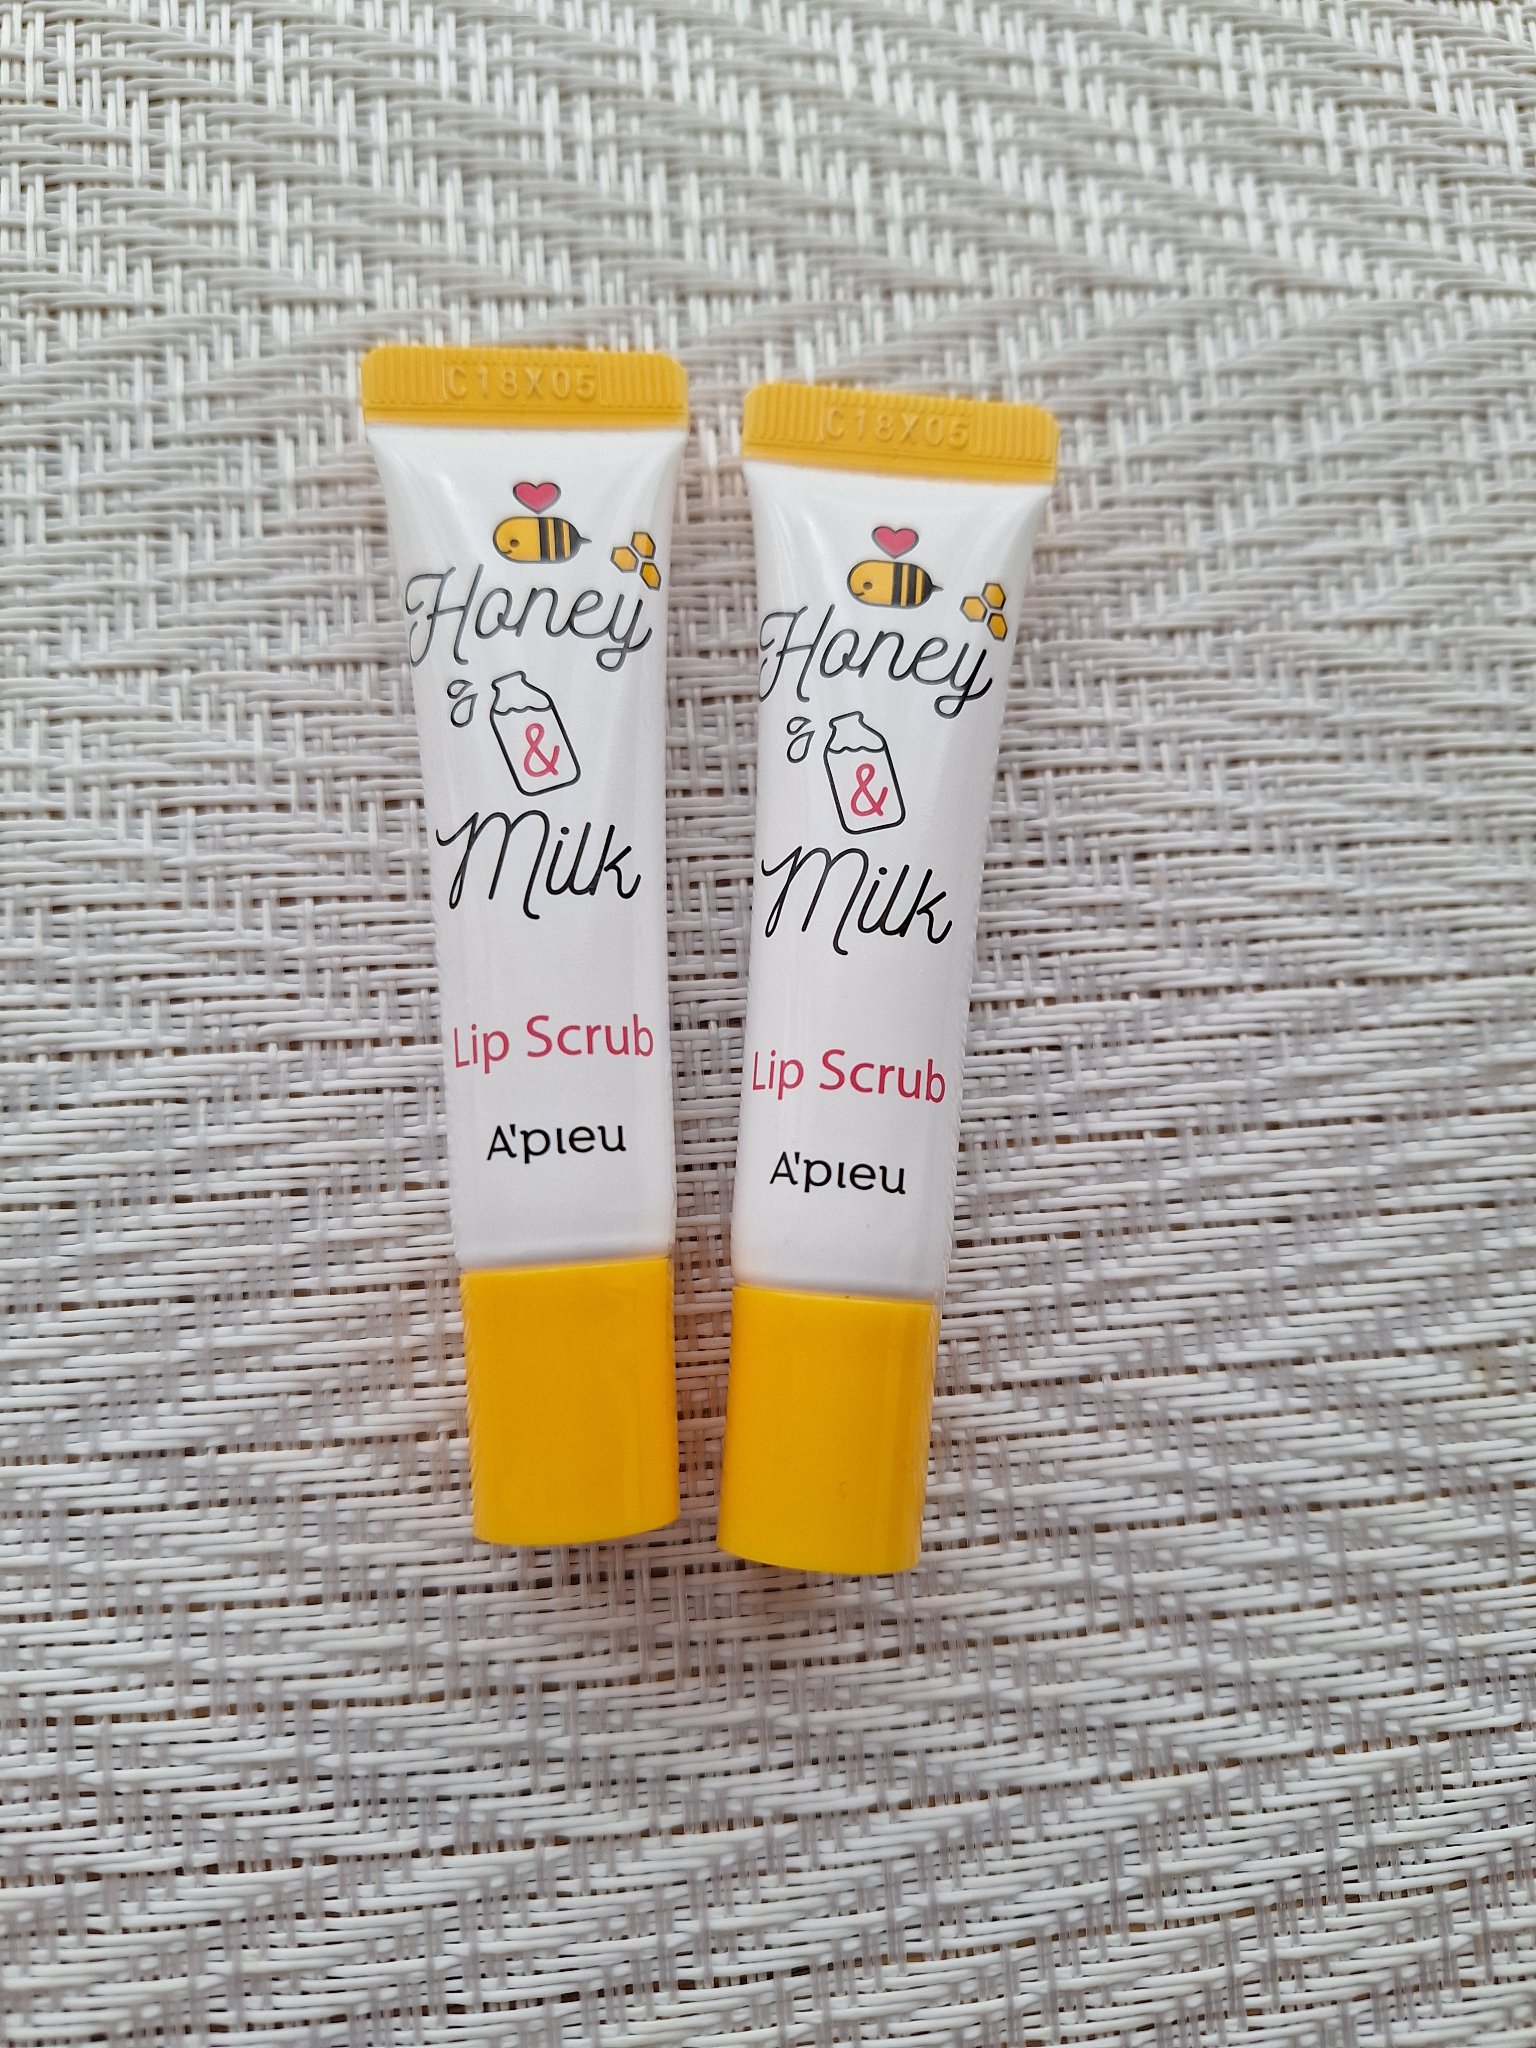 C18X05
Honey
&
Milk
Lip Scrub
A'pieu
C18X05
Honey
&
Milk
Lip Scrub
A'pieu